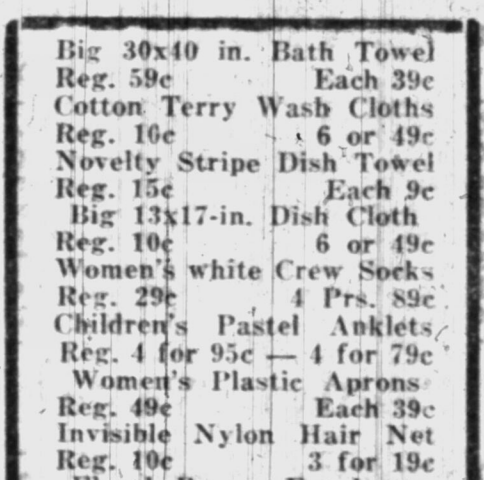 Big 30x40 in. Bath Towel
Reg. 59c Each 39c
Cotton Terry Wash Cloths
Reg. 10c 6 or 49c
Novelty Stripe Dish Towel
Reg. 15c Each 9c
Big 13x17-in. Dish Cloth
Reg. 10c 6 or 49c
Women's white Crew Socks
Reg. 29c 4 Prs. 89c
Children's Pastel Anklets
Reg. 4 for 95c — 4 for 79c
Women's Plastic Aprons
Reg. 49c Each 39c
Invisible Nylon Hair Net
Reg. 10c 3 for 19c